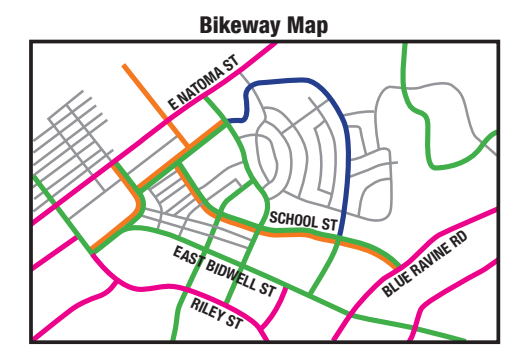 Bikeway Map
E NATOMA ST
SCHOOL ST
EAST BIDWELL ST
BLUE RAVINE RD
RILEY ST